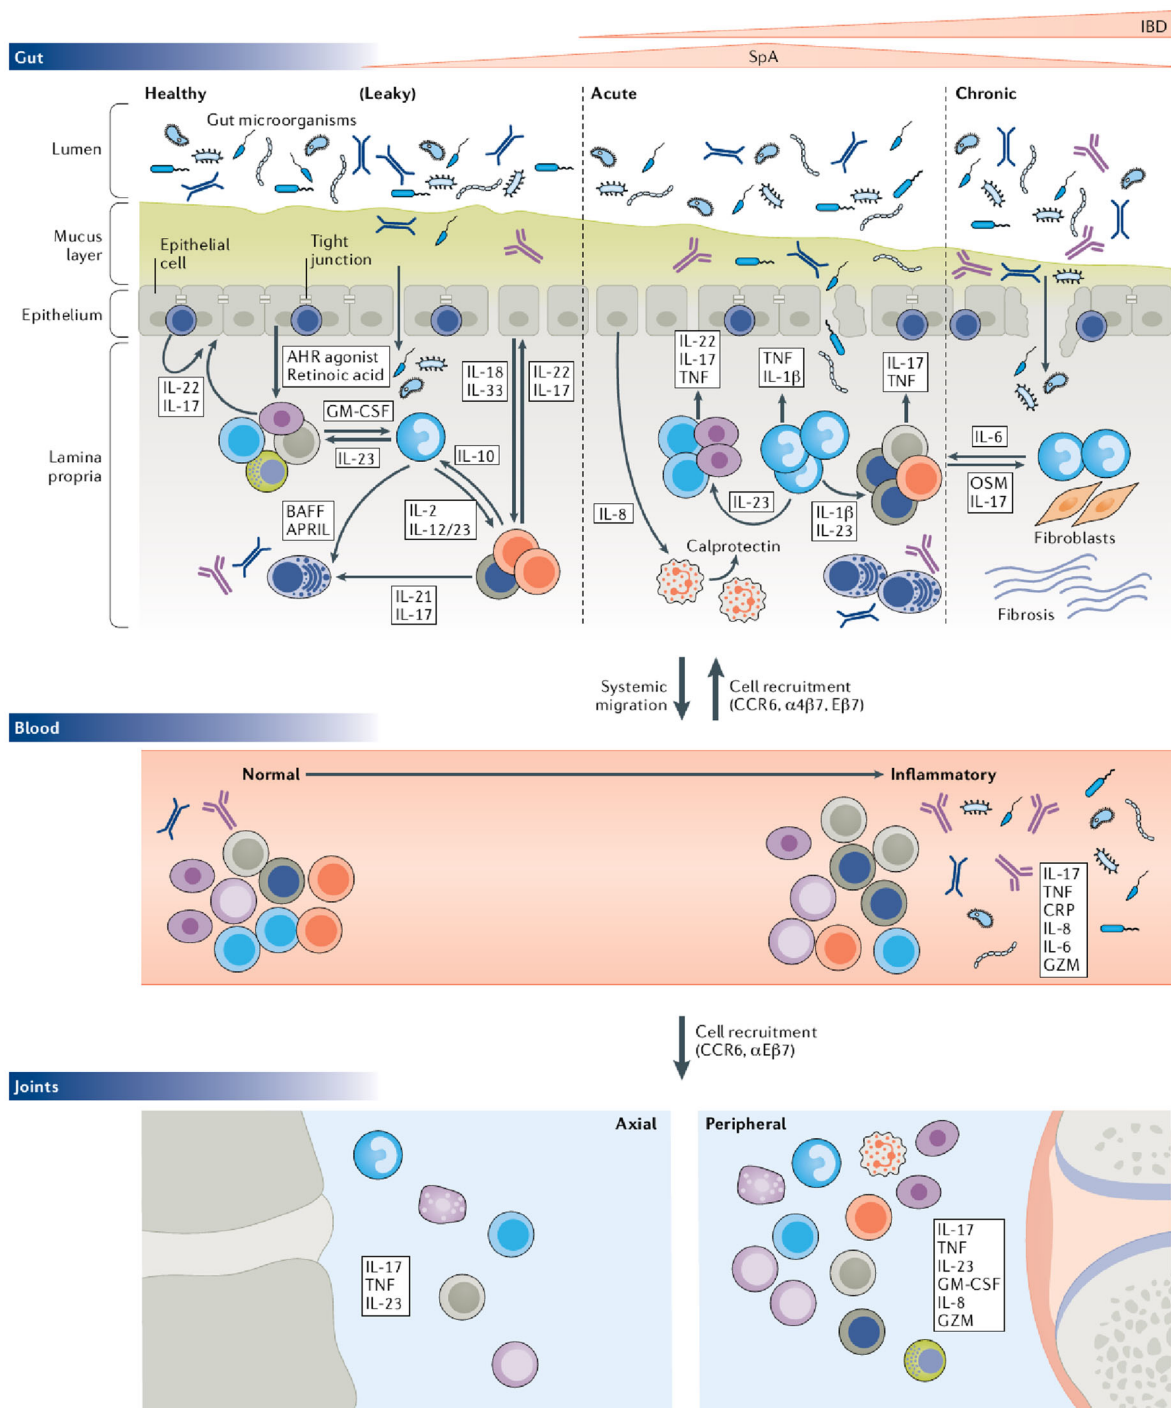 IBD
Gut
SpA
Healthy
(Leaky)
Acute
Chronic
Gut microorganisms
Lumen
Mucus
layer
Epithelial
cell
Tight
junction
Epithelium
Lamina
propria
IL-22
IL-17
AHR agonist
Retinoic acid
GM-CSF
IL-23
IL-18
IL-33
IL-22
IL-17
IL-10
BAFF
APRIL
IL-2
IL-12/23
IL-21
IL-17
IL-22
IL-17
TNF
TNF
IL-1β
IL-17
TNF
IL-8
IL-23
IL-1β
IL-23
Calprotectin
IL-6
OSM
IL-17
Fibroblasts
Fibrosis
Systemic
migration
Cell recruitment
(CCR6, α4β7, Eβ7)
Blood
Normal
Inflammatory
IL-17
TNF
CRP
IL-8
IL-6
GZM
Cell recruitment
(CCR6, αEβ7)
Joints
Axial
Peripheral
IL-17
TNF
IL-23
IL-17
TNF
IL-23
GM-CSF
IL-8
GZM